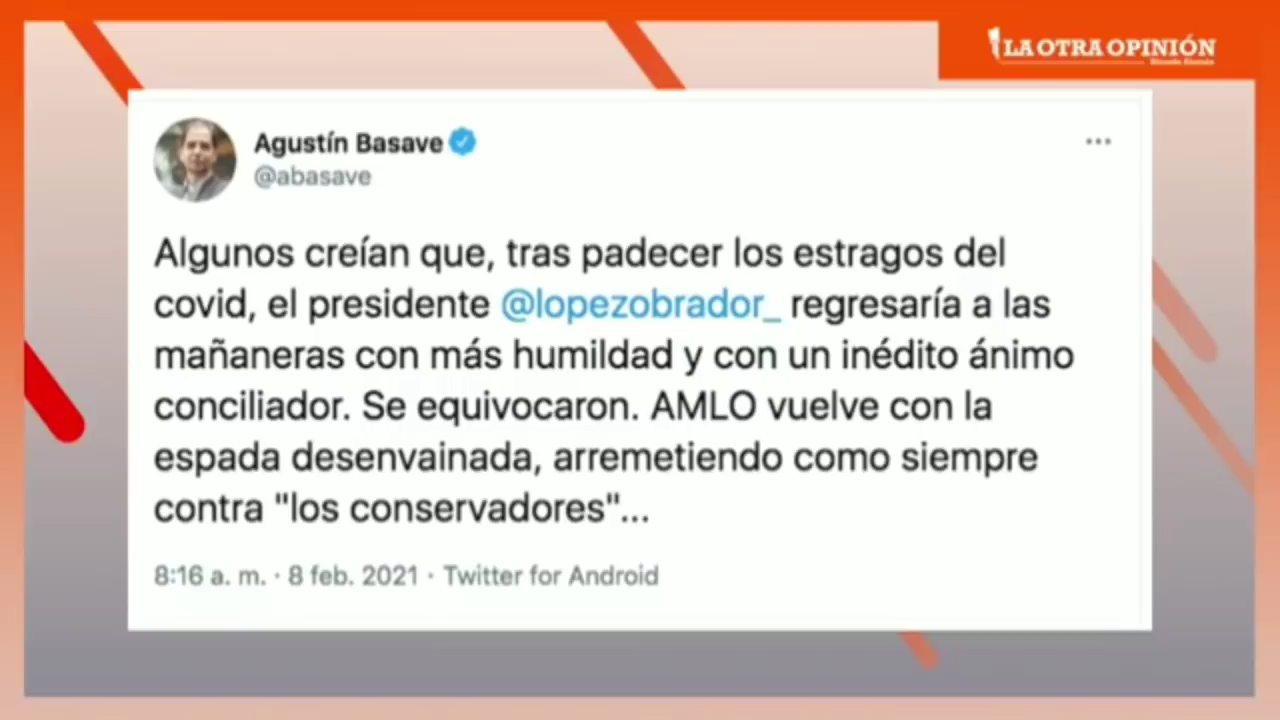 LA OTRA OPINIÓN
Ricardo Alemán
Agustín Basave
@abasave
Algunos creían que, tras padecer los estragos del
covid, el presidente @lopezobrador_ regresaría a las
mañaneras con más humildad y con un inédito ánimo
conciliador. Se equivocaron. AMLO vuelve con la
espada desenvainada, arremetiendo como siempre
contra "los conservadores"...
8:16 a. m. · 8 feb. 2021 · Twitter for Android